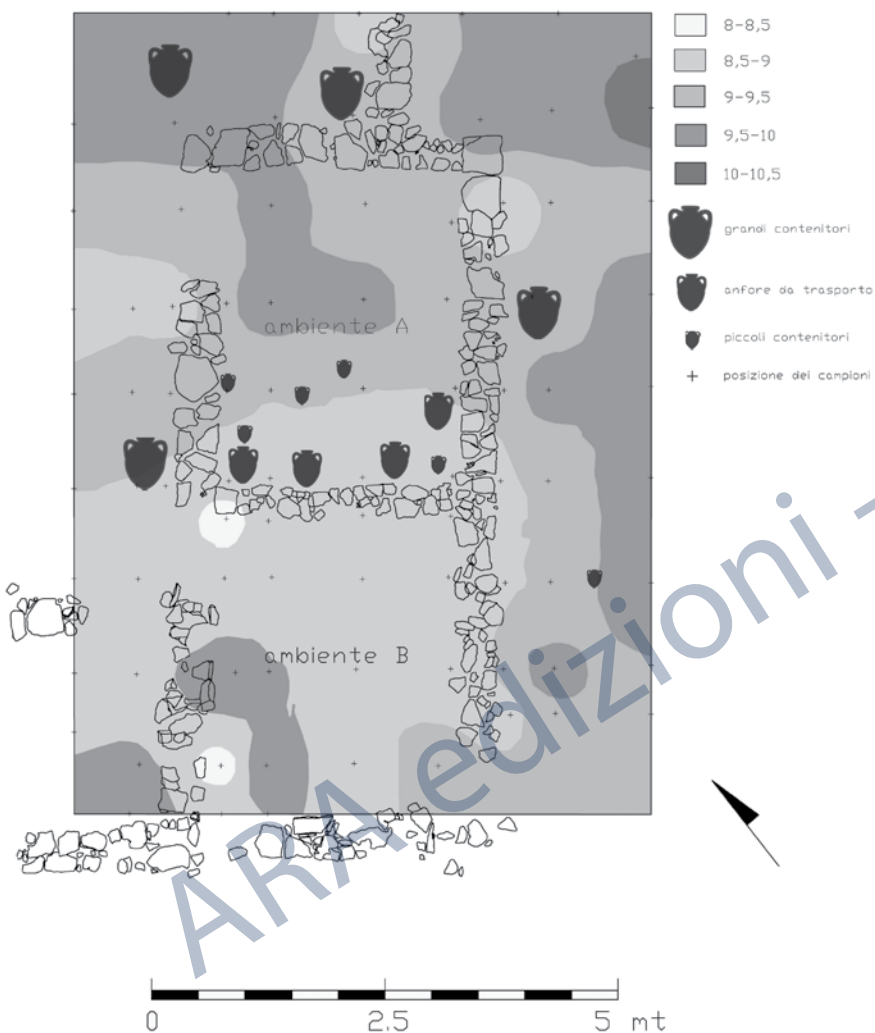 8-8,5
8,5-9
9-9,5
9,5-10
10-10,5
grandi contenitori
anfore da trasporto
piccoli contenitori
posizione dei campioni
ambiente A
ambiente B
ARA edizioni -
0 2.5 5 mt